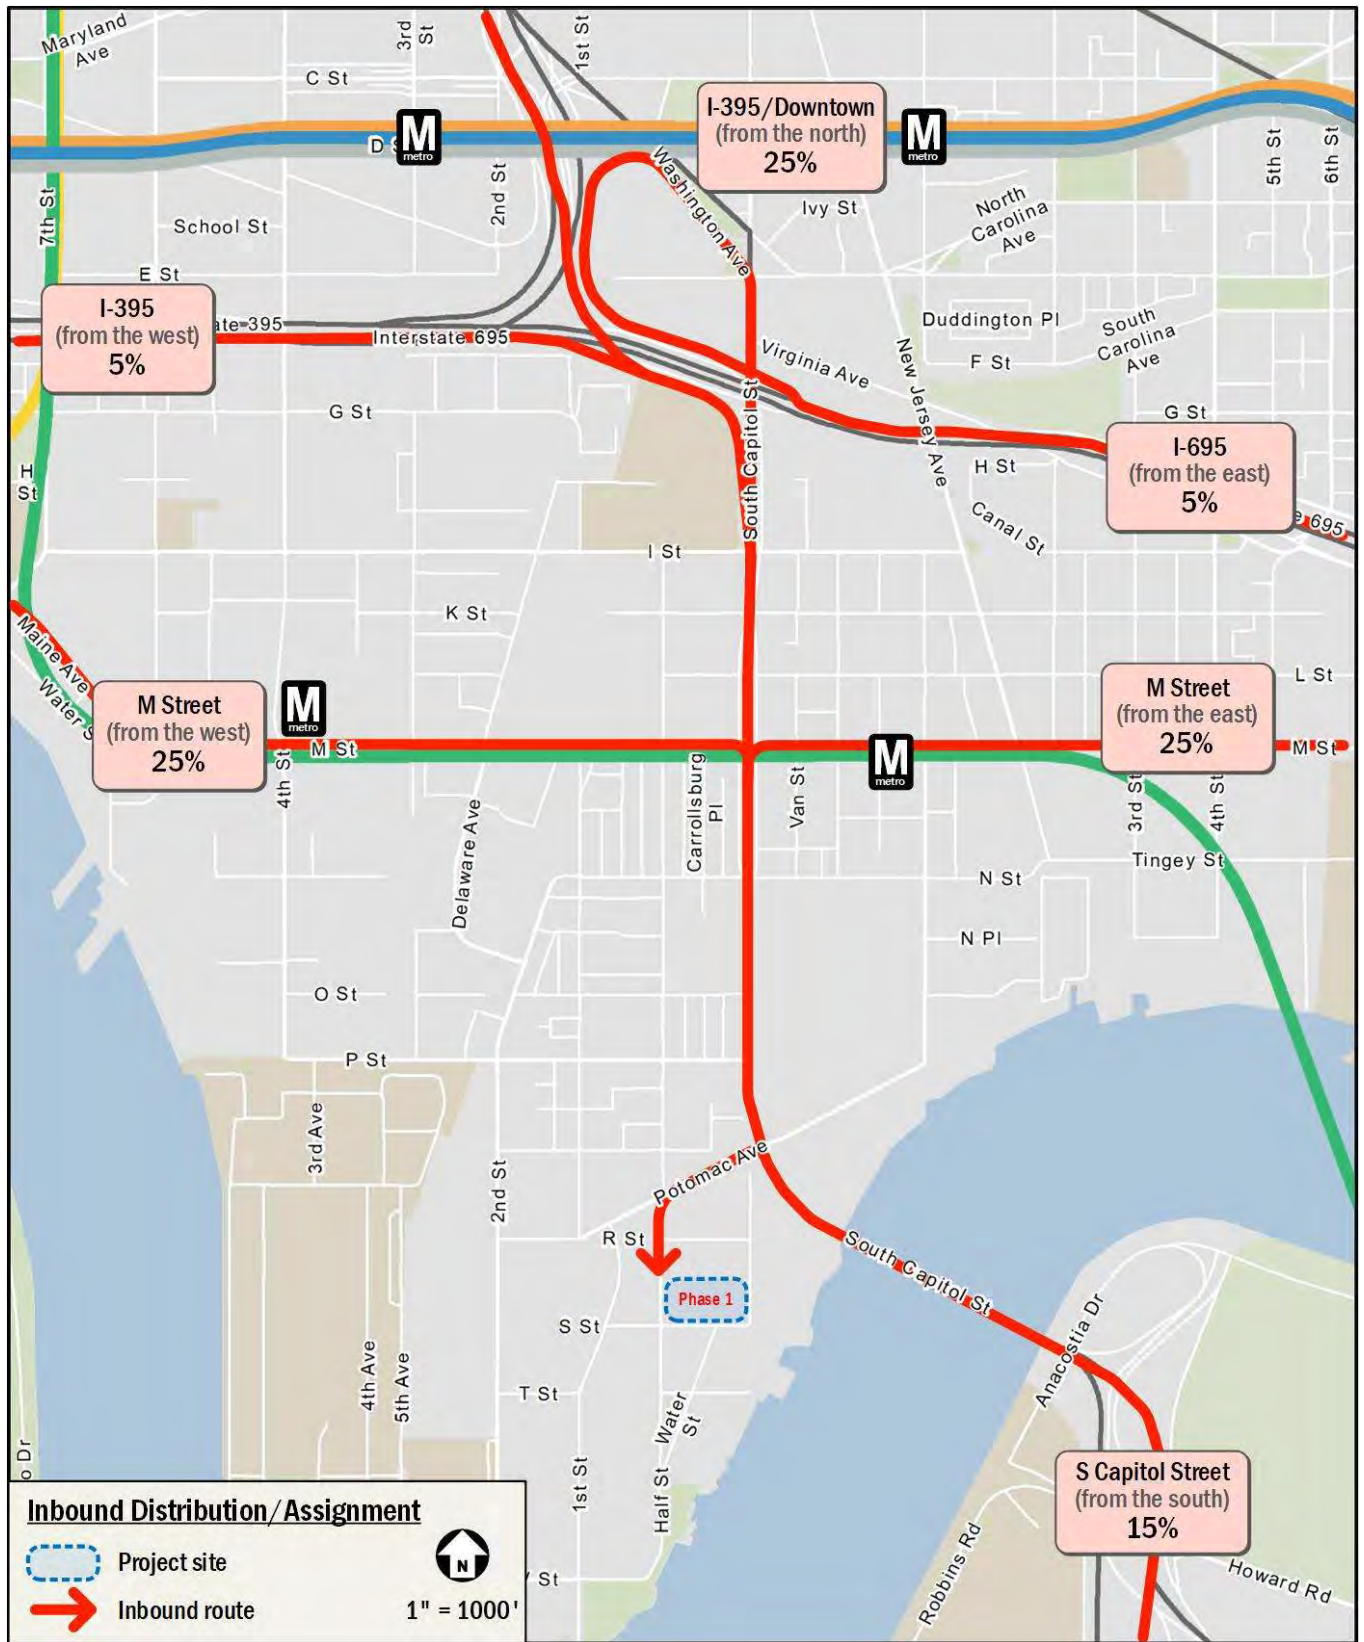 Maryland
Ave
3rd
St
1st St
C St
I-395/Downtown
(from the north)
25%
M
metro
M
metro
D S
5th St
6th St
2nd St
Washington Ave
Ivy St
North
Carolina
Ave
7th St
School St
E St
I-395
(from the west)
5%
ate 395
Interstate 695
Duddington Pl
South
Carolina
Ave
F St
Virginia Ave
New Jersey Ave
G St
G St
South Capitol St
I-695
(from the east)
5%
H
St
H St
e 695
Canal St
I St
K St
Maine Ave
Water S
M Street
(from the west)
25%
M
metro
M Street
(from the east)
25%
L St
M St
M St
M
metro
4th St
Carrollsburg
Pl
Van St
3rd St
4th St
Delaware Ave
Tingey St
N St
N Pl
O St
P St
3rd Ave
2nd St
Potomac Ave
R St
South Capitol St
Phase 1
S St
Anacostia Dr
4th Ave
5th Ave
T St
Water
St
o Dr
1st St
Half St
S Capitol Street
(from the south)
15%
Robbins Rd
Howard Rd
St
Inbound Distribution/Assignment
Project site
N
Inbound route
1" = 1000'